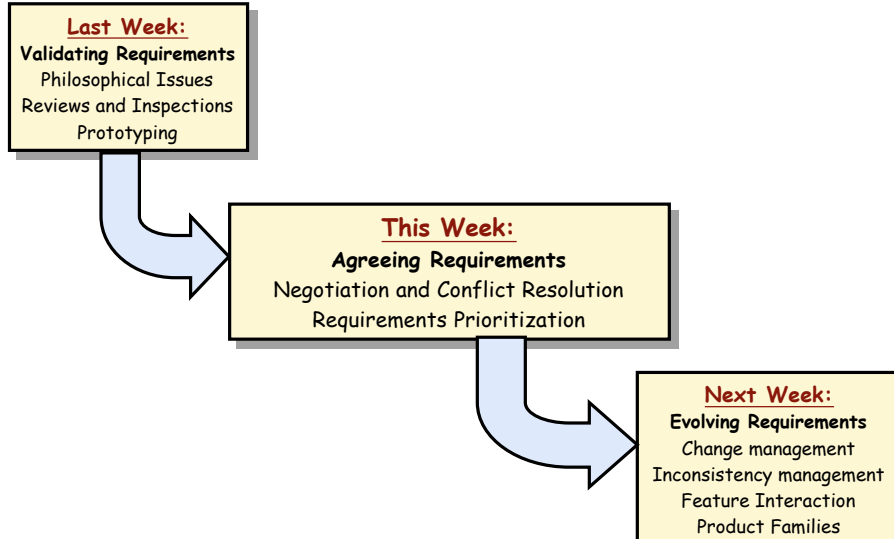 Last Week:
Validating Requirements
Philosophical Issues
Reviews and Inspections
Prototyping
This Week:
Agreeing Requirements
Negotiation and Conflict Resolution
Requirements Prioritization
Next Week:
Evolving Requirements
Change management
Inconsistency management
Feature Interaction
Product Families